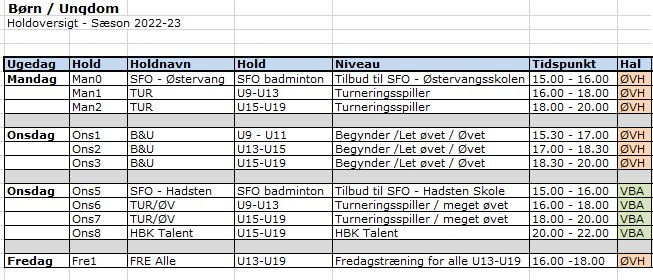 Børn / Ungdom
Holdoversigt - Sæson 2022-23
Ugedag Hold Holdnavn Hold Niveau Tidspunkt Hal
Mandag Man0 SFO - Østervang SFO badminton Tilbud til SFO - Østervangsskolen 15.00 - 16.00 ØVH
Man1 TUR U9-U13 Turneringsspiller 16.00 - 18.00 ØVH
Man2 TUR U15-U19 Turneringsspiller 18.00 - 20.00 ØVH
Onsdag Ons1 B&U U9 - U11 Begynder /Let øvet / Øvet 15.30 - 17.00 ØVH
Ons2 B&U U13-U15 Begynder /Let øvet / Øvet 17.00 - 18.30 ØVH
Ons3 B&U U15-U19 Begynder /Let øvet / Øvet 18.30 - 20.00 ØVH
Onsdag Ons5 SFO - Hadsten SFO badminton Tilbud til SFO - Hadsten Skole 15.00 - 16.00 VBA
Ons6 TUR/ØV U9-U13 Turneringsspiller / meget øvet 16.00 - 18.00 VBA
Ons7 TUR/ØV U15-U19 Turneringsspiller / meget øvet 18.00 - 20.00 VBA
Ons8 HBK Talent U15-U19 HBK Talent 20.00 - 22.00 VBA
Fredag Fre1 FRE Alle U13-U19 Fredagstræning for alle U13-U19 16.00 -18.00 ØVH